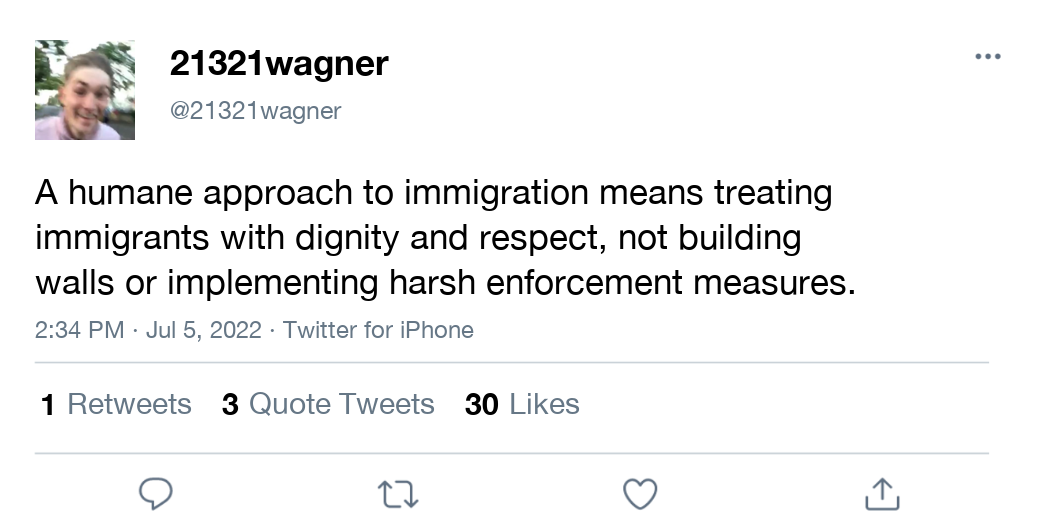 21321wagner
@21321wagner
A humane approach to immigration means treating
immigrants with dignity and respect, not building
walls or implementing harsh enforcement measures.
2:34 PM · Jul 5, 2022 · Twitter for iPhone
1 Retweets 3 Quote Tweets 30 Likes